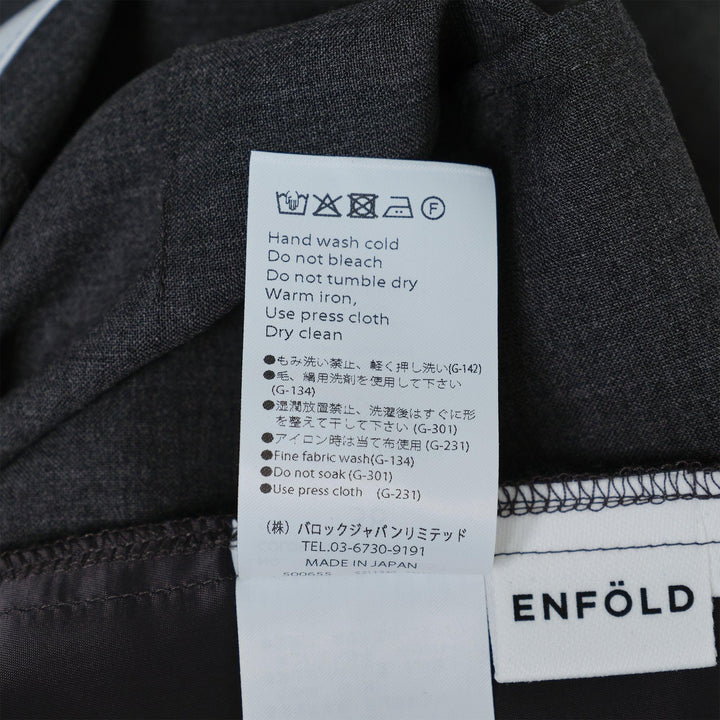 F
Hand wash cold
Do not bleach
Do not tumble dry
Warm iron,
Use press cloth
Dry clean
●もみ洗い禁止、軽く押し洗い(G-142)
●毛、絹用洗剤を使用して下さい
(G-134)
●湿潤放置禁止、洗濯後はすぐに形
を整えて干して下さい (G-301)
●アイロン時は当て布使用 (G-231)
●Fine fabric wash(G-134)
●Do not soak(G-301)
●Use press cloth (G-231)
(株) バロックジャパンリミテッド
TEL.03-6730-9191
MADE IN JAPAN
500655
ENFÖLD